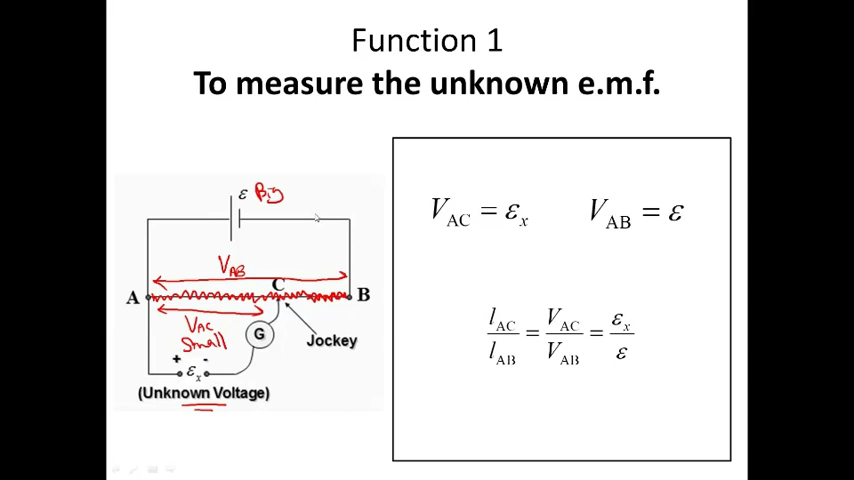 Function 1
To measure the unknown e.m.f.
ε Big
V_AB
A
C
B
V_AC
Small
G
Jockey
+ -
ε_x
(Unknown Voltage)
V_AC = ε_x
V_AB = ε
l_AC / l_AB = V_AC / V_AB = ε_x / ε